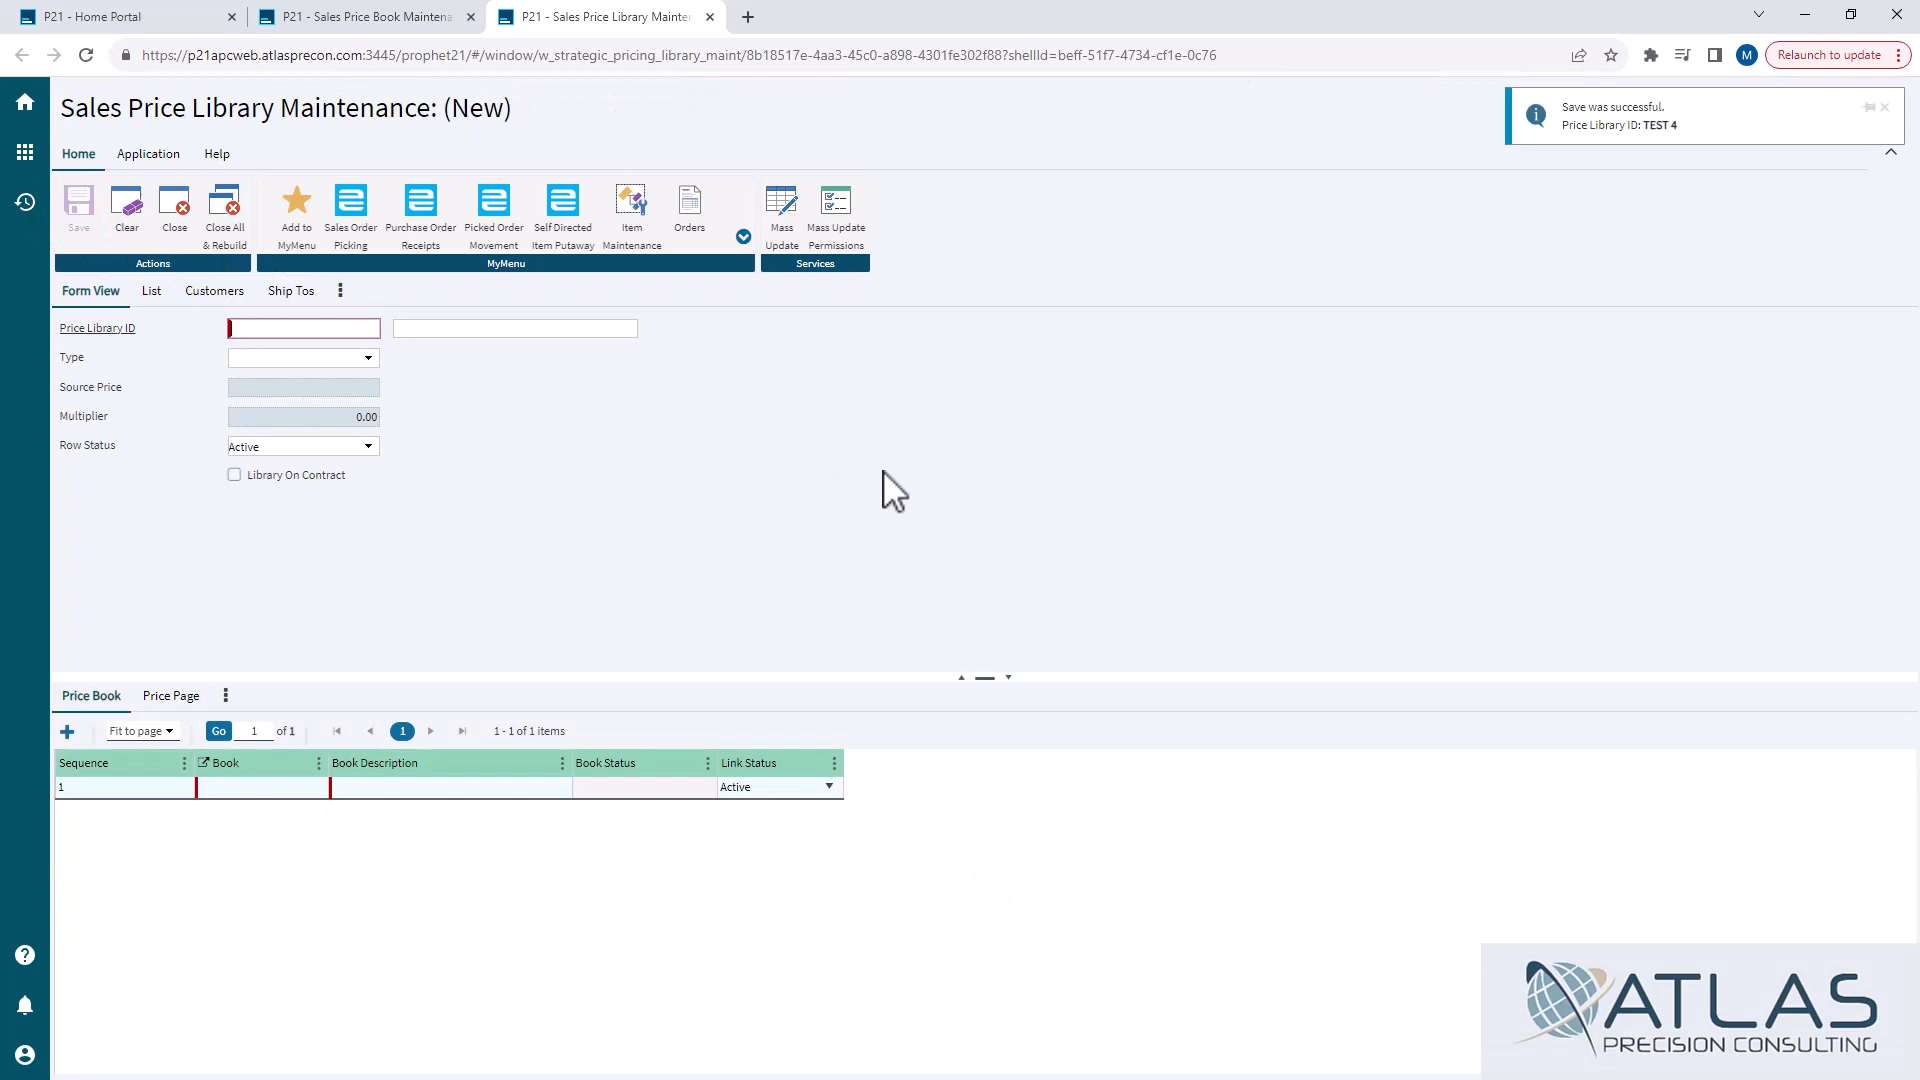 P21 - Home Portal
P21 - Sales Price Book Maintena
P21 - Sales Price Library Mainten
https://p21apcweb.atlasprecon.com:3445/prophet21/#/window/w_strategic_pricing_library_maint/8b18517e-4aa3-45c0-a898-4301fe302f88?shellId=beff-51f7-4734-cf1e-0c76
M
Relaunch to update
Sales Price Library Maintenance: (New)
Save was successful.
Price Library ID: TEST 4
Home Application Help
Save
Clear
Close
Close All
& Rebuild
Add to
MyMenu
Sales Order
Picking
Purchase Order
Receipts
Picked Order
Movement
Self Directed
Item Putaway
Item
Maintenance
Orders
Mass
Update
Mass Update
Permissions
Actions
MyMenu
Services
Form View List Customers Ship Tos
Price Library ID
Type
Source Price
Multiplier 0.00
Row Status Active
Library On Contract
Price Book Price Page
Fit to page Go 1 of 1 1 1 - 1 of 1 items
Sequence Book Book Description Book Status Link Status
1 Active
ATLAS
PRECISION CONSULTING